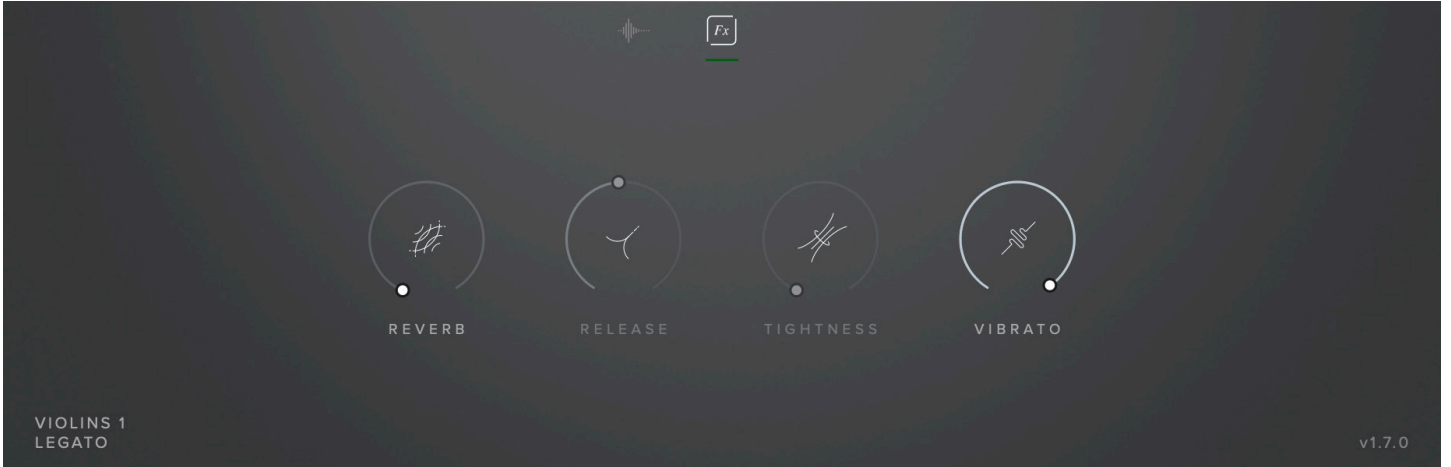 Fx
REVERB
RELEASE
TIGHTNESS
VIBRATO
VIOLINS 1
LEGATO
v1.7.0